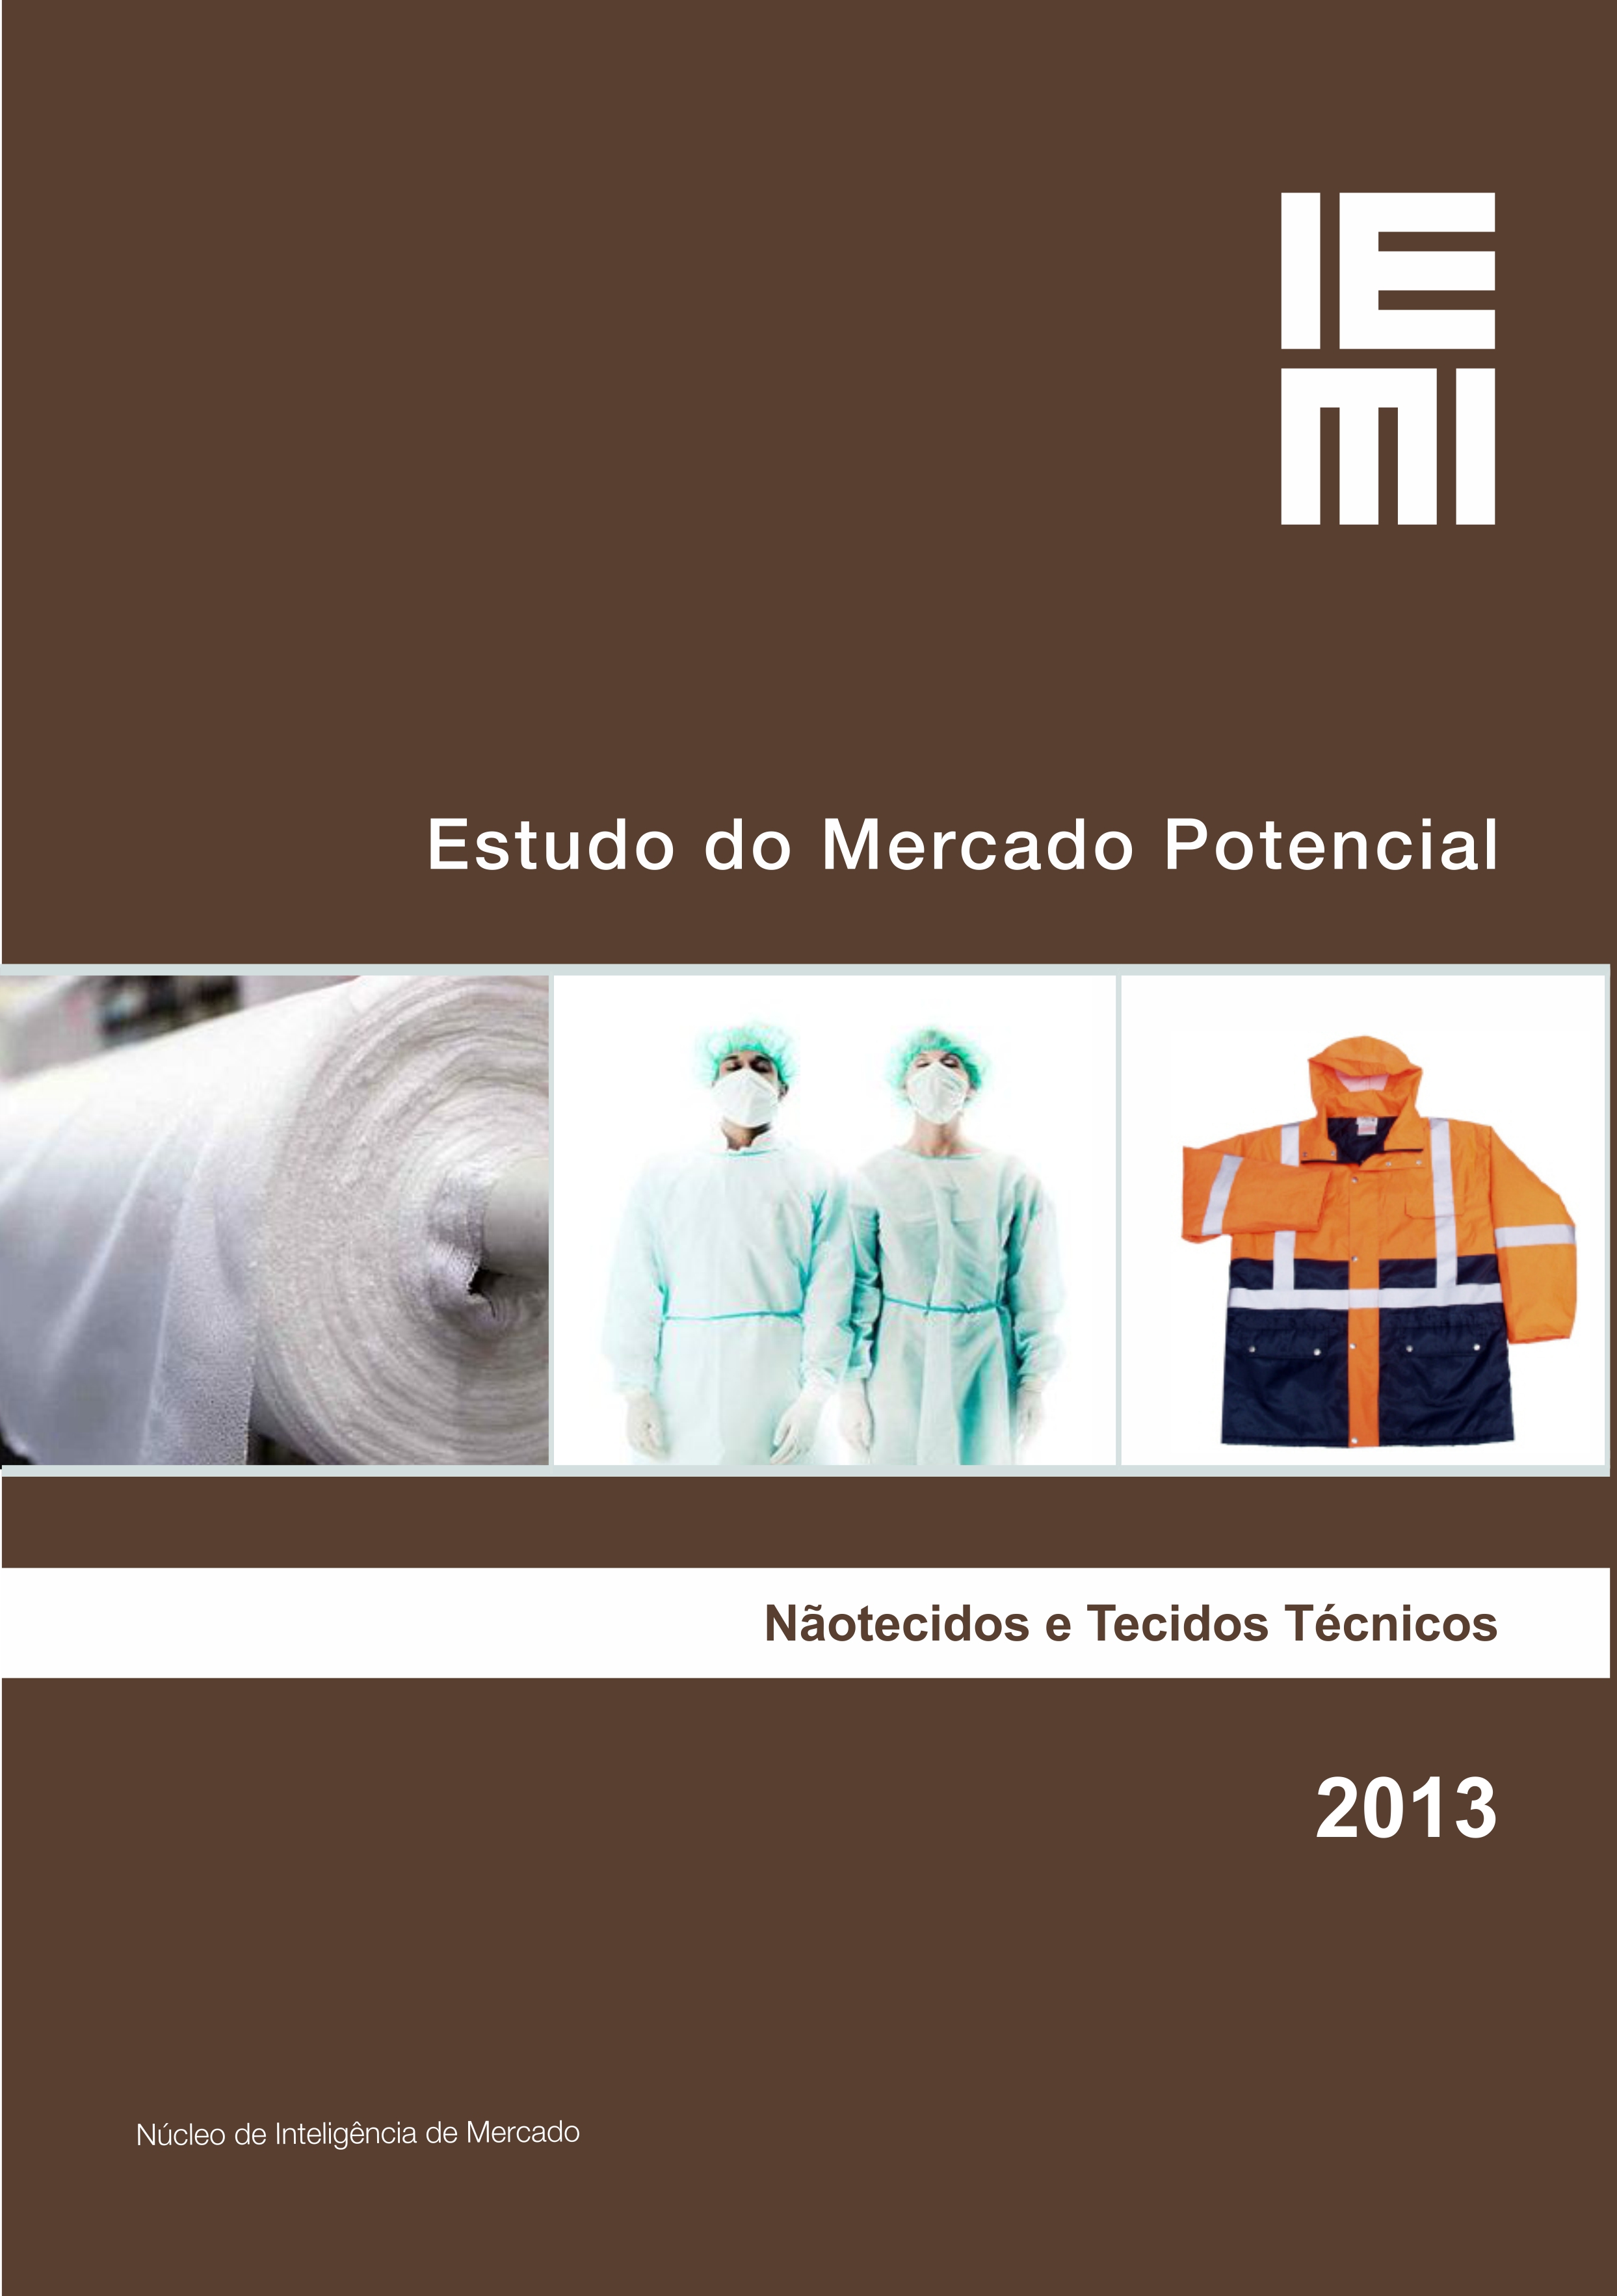 IE
MI
Estudo do Mercado Potencial
Nãotecidos e Tecidos Técnicos
2013
Núcleo de Inteligência de Mercado